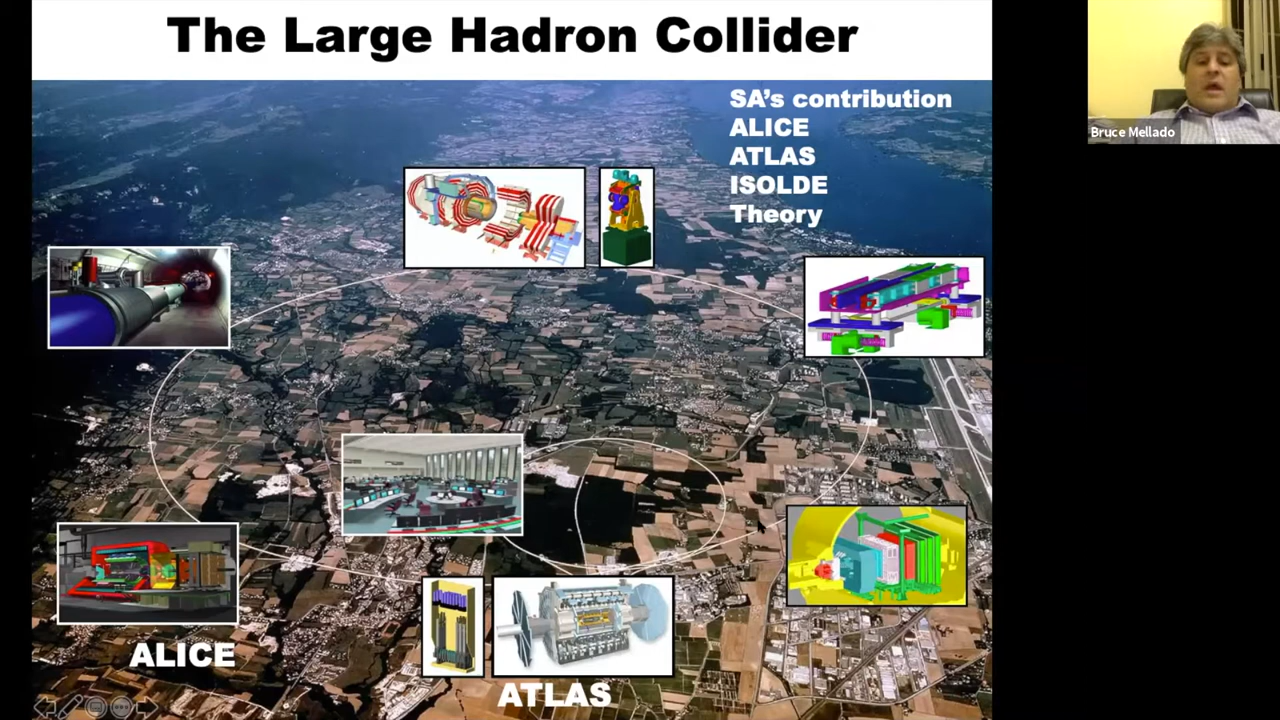 The Large Hadron Collider
SA's contribution
ALICE
ATLAS
ISOLDE
Theory
Bruce Mellado
ALICE
ATLAS